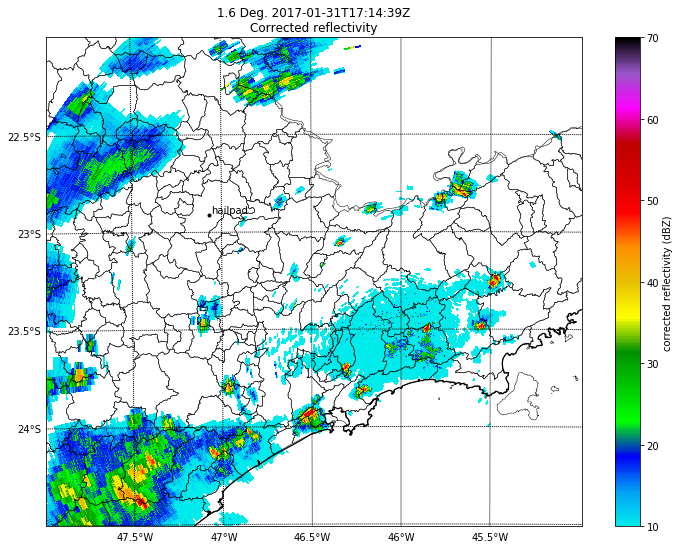 1.6 Deg. 2017-01-31T17:14:39Z
Corrected reflectivity
70
60
50
40
30
20
10
corrected reflectivity (dBZ)
22.5°S
23°S
23.5°S
24°S
hailpad
47.5°W
47°W
46.5°W
46°W
45.5°W